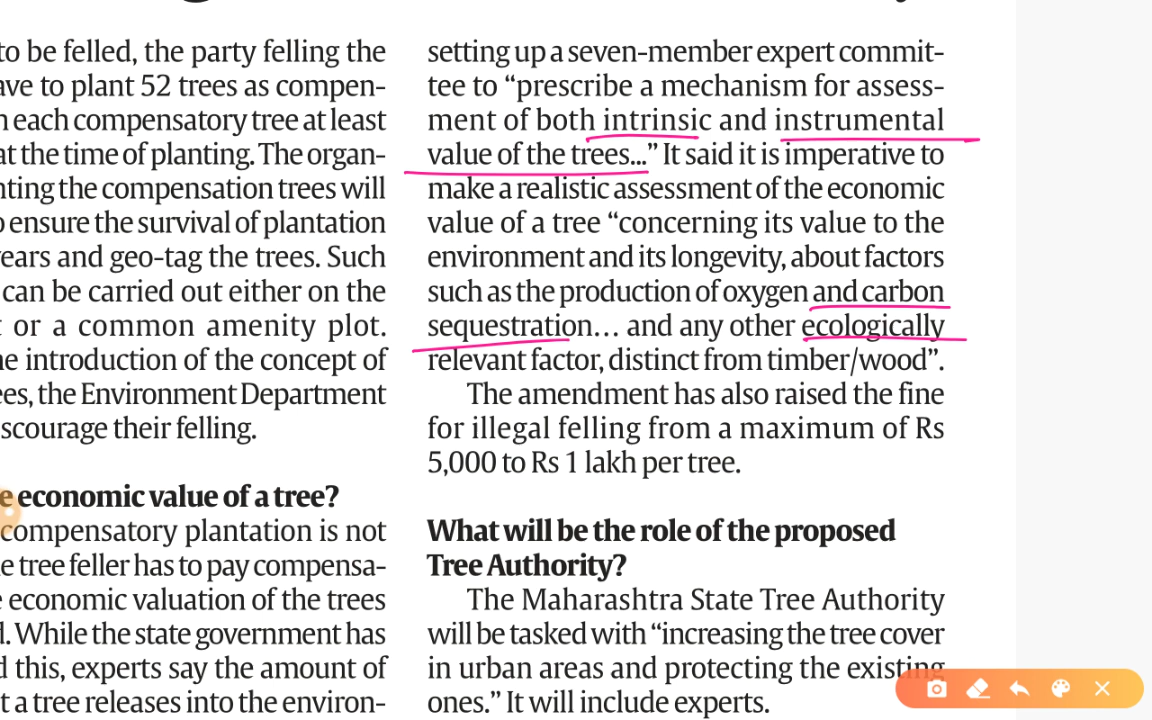 to be felled, the party felling the
to plant 52 trees as compen-
each compensatory tree at least
at the time of planting. The organ-
the compensation trees will
ensure the survival of plantation
and geo-tag the trees. Such
can be carried out either on the
or a common amenity plot.
introduction of the concept of
the Environment Department
their felling.
economic value of a tree?
compensatory plantation is not
tree feller has to pay compensa-
economic valuation of the trees
While the state government has
this, experts say the amount of
a tree releases into the environ-
setting up a seven-member expert commit-
tee to “prescribe a mechanism for assess-
ment of both intrinsic and instrumental
value of the trees...” It said it is imperative to
make a realistic assessment of the economic
value of a tree “concerning its value to the
environment and its longevity, about factors
such as the production of oxygen and carbon
sequestration... and any other ecologically
relevant factor, distinct from timber/wood”.
The amendment has also raised the fine
for illegal felling from a maximum of Rs
5,000 to Rs 1 lakh per tree.
What will be the role of the proposed
Tree Authority?
The Maharashtra State Tree Authority
will be tasked with “increasing the tree cover
in urban areas and protecting the existing
ones.” It will include experts.